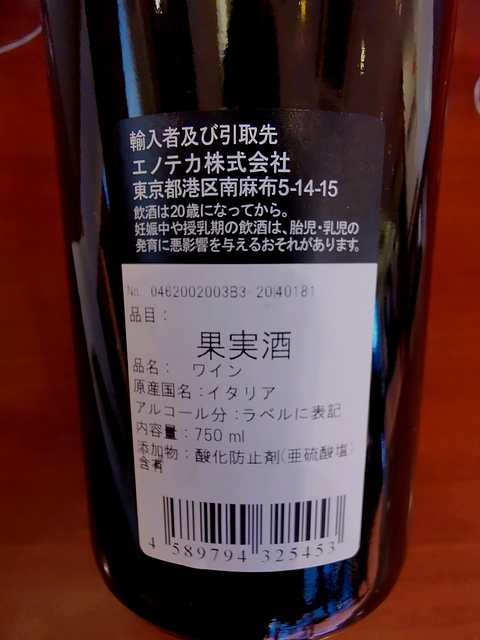 輸入者及び引取先
エノテカ株式会社
東京都港区南麻布5-14-15
飲酒は20歳になってから。
妊娠中や授乳期の飲酒は、胎児・乳児の
発育に悪影響を与えるおそれがあります。
No. 0462002003B3-20140181
品目：
果実酒
品名： ワイン
原産国名：イタリア
アルコール分：ラベルに表記
内容量：750 ml
添加物：酸化防止剤(亜硫酸塩)
含有
4 589794 325453